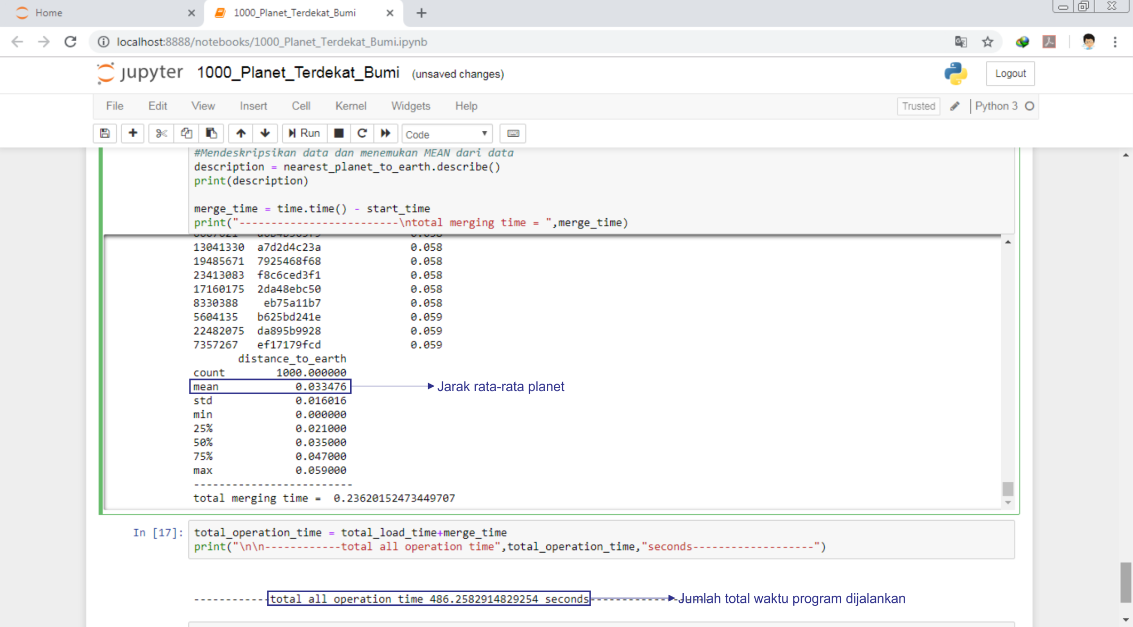 Home
1000_Planet_Terdekat_Bumi
localhost:8888/notebooks/1000_Planet_Terdekat_Bumi.ipynb
jupyter 1000_Planet_Terdekat_Bumi (unsaved changes)
Logout
File Edit View Insert Cell Kernel Widgets Help
Trusted Python 3
Run Code
#Mendeskripsikan data dan menemukan MEAN dari data
description = nearest_planet_to_earth.describe()
print(description)
merge_time = time.time() - start_time
print("-------------------------\ntotal merging time = ",merge_time)
13041330 a7d2d4c23a 0.058
19485671 7925468f68 0.058
23413083 f8c6ced3f1 0.058
17160175 2da48ebc50 0.058
8330388 eb75a11b7 0.058
5604135 b625bd241e 0.059
22482075 da895b9928 0.059
7357267 ef17179fcd 0.059
distance_to_earth
count 1000.000000
mean 0.033476 Jarak rata-rata planet
std 0.016016
min 0.000000
25% 0.021000
50% 0.035000
75% 0.047000
max 0.059000
-------------------------
total merging time = 0.23620152473449707
In [17]: total_operation_time = total_load_time+merge_time
print("\n\n------------total all operation time",total_operation_time,"seconds-------------------")
------------total all operation time 486.2582914829254 seconds------------------- Jumlah total waktu program dijalankan